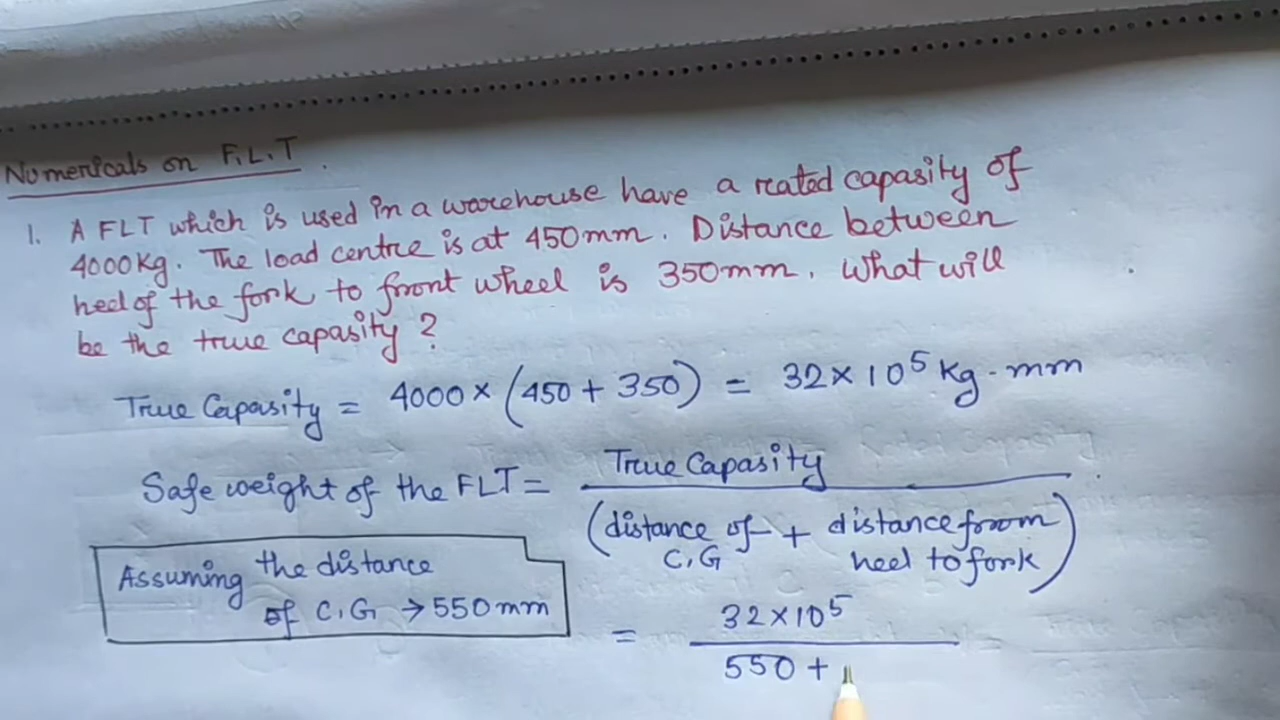 Numericals on F.L.T
1. A FLT which is used in a warehouse have a reated capasity of
4000Kg. The load centre is at 450mm. Distance between
heel of the fork to front wheel is 350mm. What will
be the true capasity?
True Capasity = 4000 × (450 + 350) = 32×10⁵ Kg-mm
Safe weight of the FLT = True Capasity
(distance of C.G + distance from heel to fork)
Assuming the distance
of C.G → 550mm
= 32×10⁵
550 +